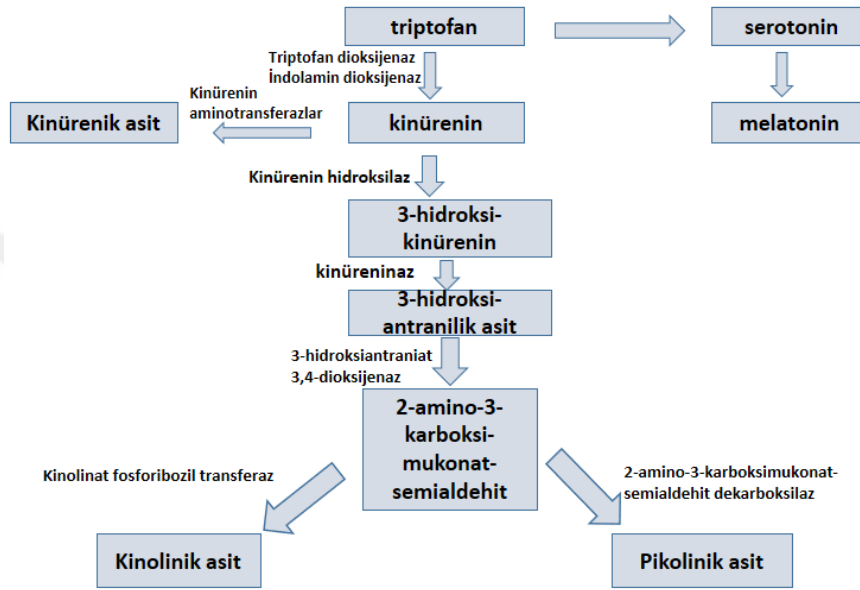 triptofan
serotonin
Triptofan dioksijenaz
İndolamin dioksijenaz
Kinürenin
aminotransferazlar
Kinürenik asit
kinürenin
melatonin
Kinürenin hidroksilaz
3-hidroksi-
kinürenin
kinüreninaz
3-hidroksi-
antranilik asit
3-hidroksiantraniat
3,4-dioksijenaz
2-amino-3-
karboksi-
mukonat-
semialdehit
Kinolinat fosforibozil transferaz
2-amino-3-karboksimukonat-
semialdehit dekarboksilaz
Kinolinik asit
Pikolinik asit